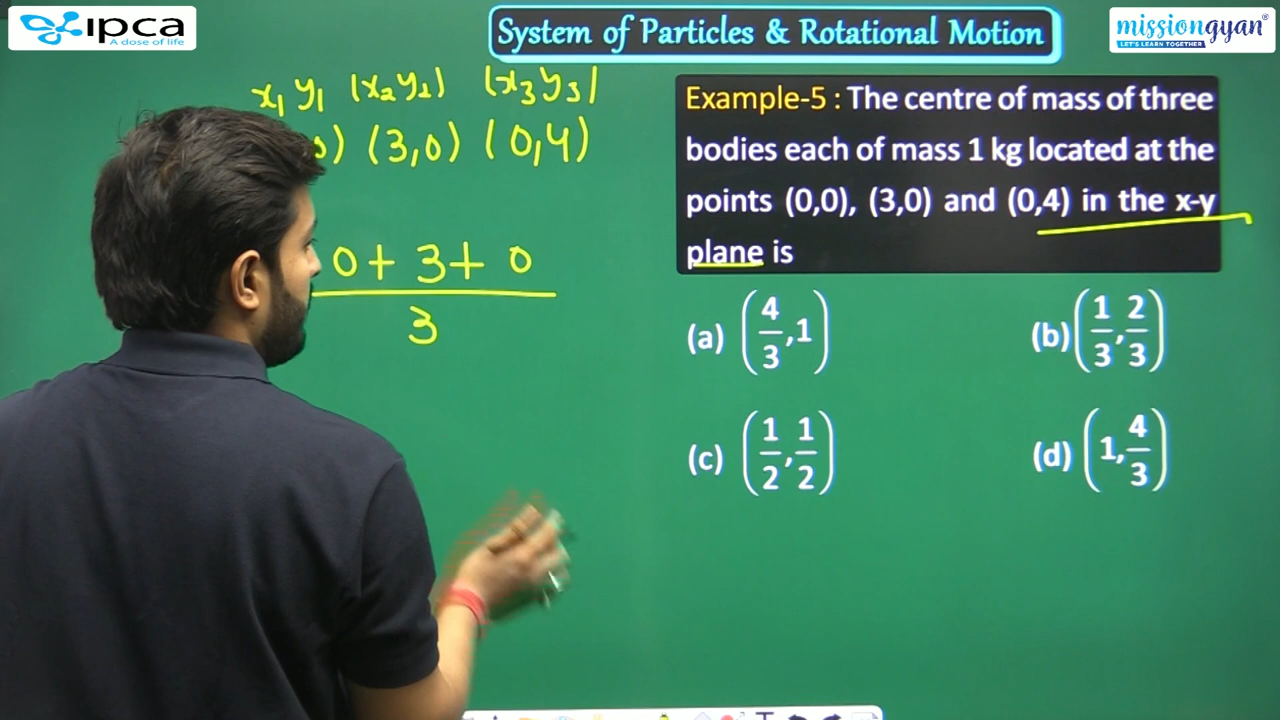 ipca
A dose of life
System of Particles & Rotational Motion
missiongyan®
LET'S LEARN TOGETHER
x₁ y₁ (x₂ y₂) (x₃ y₃)
) (3,0) (0,4)
0 + 3 + 0
3
Example-5 : The centre of mass of three
bodies each of mass 1 kg located at the
points (0,0), (3,0) and (0,4) in the x-y
plane is
(a) (4/3, 1)
(b) (1/3, 2/3)
(c) (1/2, 1/2)
(d) (1, 4/3)